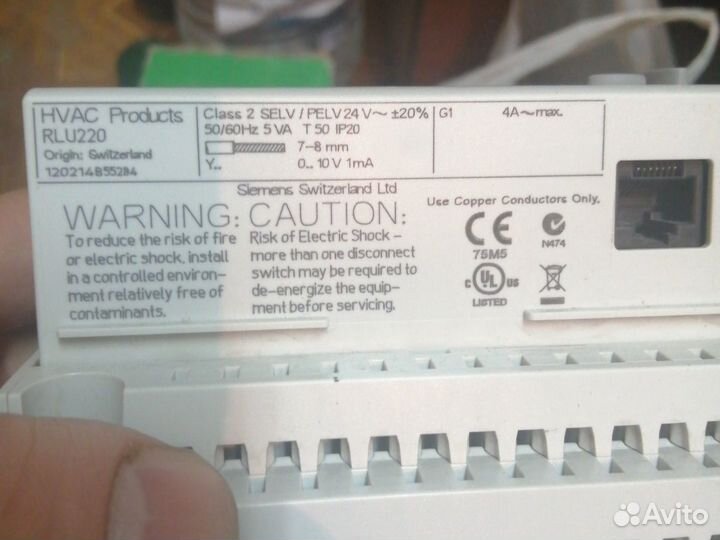 HVAC Products
RLU220
Origin: Switzerland
120214B55284
Class 2 SELV / PELV 24 V~ ±20%
50/60Hz 5 VA T 50 IP20
7-8 mm
Y.. 0.. 10 V 1mA
G1 4A~max.
Siemens Switzerland Ltd
WARNING:
To reduce the risk of fire
or electric shock, install
in a controlled environ-
ment relatively free of
contaminants.
CAUTION:
Risk of Electric Shock -
more than one disconnect
switch may be required to
de-energize the equip-
ment before servicing.
Use Copper Conductors Only.
CE
75M5
N474
C UL US
LISTED
Avito